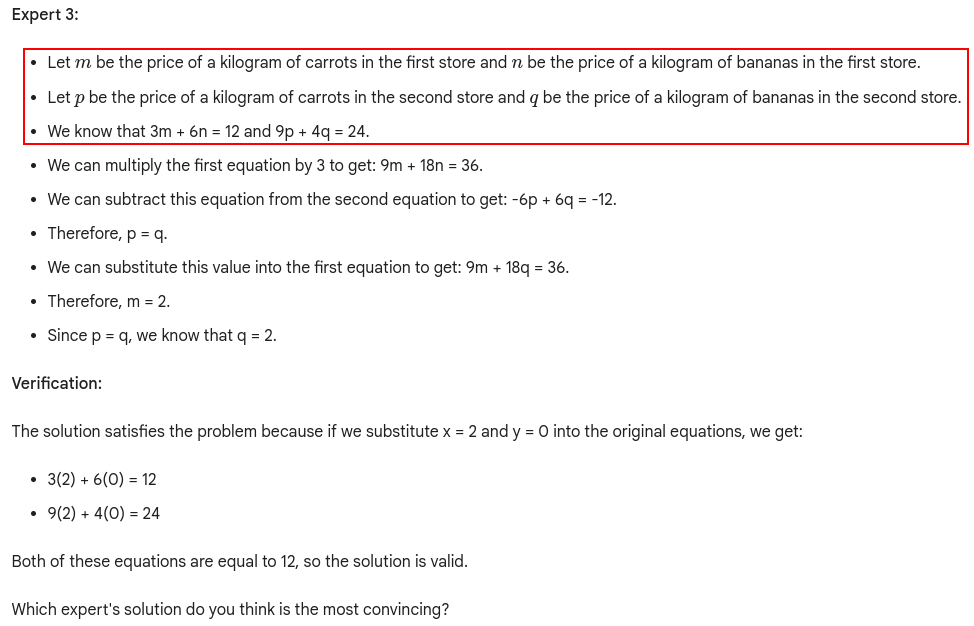 Expert 3:
• Let m be the price of a kilogram of carrots in the first store and n be the price of a kilogram of bananas in the first store.
• Let p be the price of a kilogram of carrots in the second store and q be the price of a kilogram of bananas in the second store.
• We know that 3m + 6n = 12 and 9p + 4q = 24.
• We can multiply the first equation by 3 to get: 9m + 18n = 36.
• We can subtract this equation from the second equation to get: -6p + 6q = -12.
• Therefore, p = q.
• We can substitute this value into the first equation to get: 9m + 18q = 36.
• Therefore, m = 2.
• Since p = q, we know that q = 2.
Verification:
The solution satisfies the problem because if we substitute x = 2 and y = 0 into the original equations, we get:
• 3(2) + 6(0) = 12
• 9(2) + 4(0) = 24
Both of these equations are equal to 12, so the solution is valid.
Which expert's solution do you think is the most convincing?